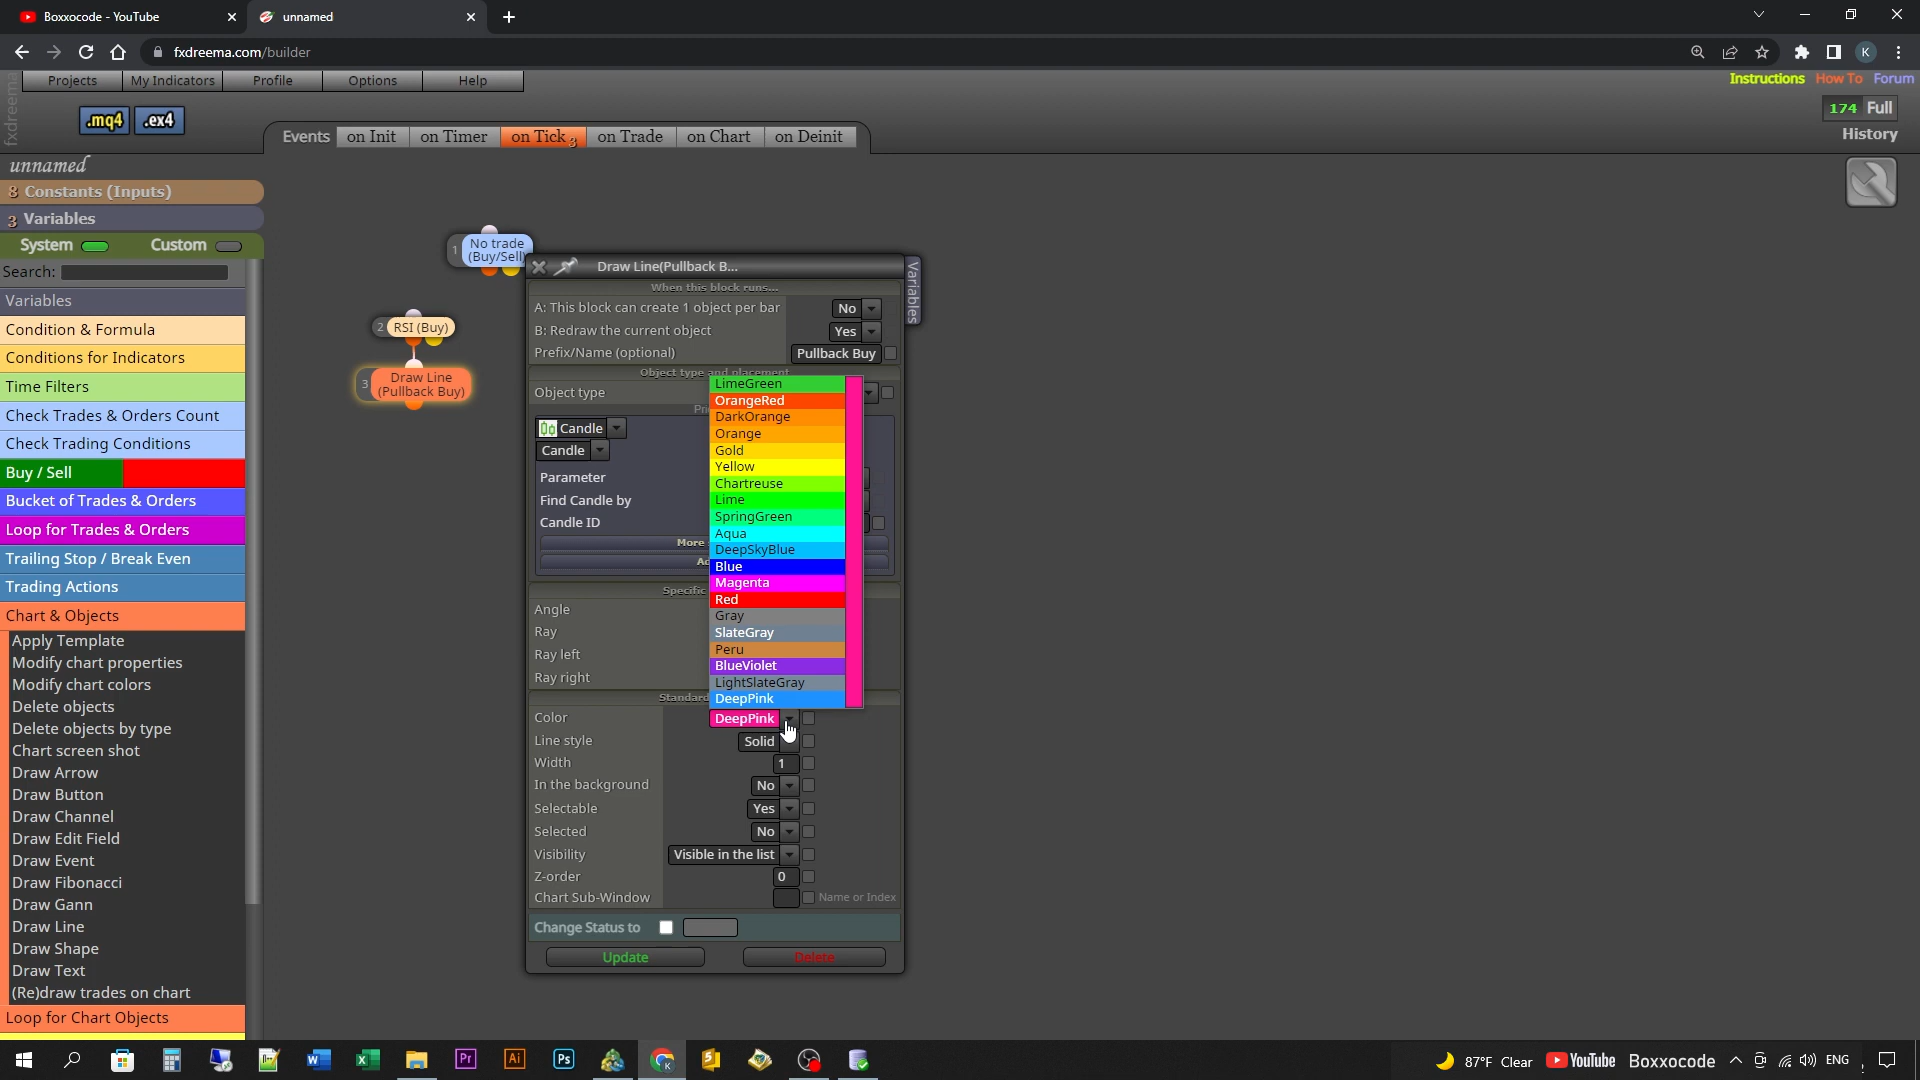 Boxxocode - YouTube
unnamed
fxdreema.com/builder
K
fxdreema
Projects
My Indicators
Profile
Options
Help
Instructions How To Forum
.mq4
.ex4
174 Full
History
Events on Init on Timer on Tick 3 on Trade on Chart on Deinit
unnamed
8 Constants (Inputs)
3 Variables
System Custom
Search:
Variables
Condition & Formula
Conditions for Indicators
Time Filters
Check Trades & Orders Count
Check Trading Conditions
Buy / Sell
Bucket of Trades & Orders
Loop for Trades & Orders
Trailing Stop / Break Even
Trading Actions
Chart & Objects
Apply Template
Modify chart properties
Modify chart colors
Delete objects
Delete objects by type
Chart screen shot
Draw Arrow
Draw Button
Draw Channel
Draw Edit Field
Draw Event
Draw Fibonacci
Draw Gann
Draw Line
Draw Shape
Draw Text
(Re)draw trades on chart
Loop for Chart Objects
1 No trade
(Buy/Sell)
2 RSI (Buy)
3 Draw Line
(Pullback Buy)
Draw Line(Pullback B...
Variables
When this block runs...
A: This block can create 1 object per bar No
B: Redraw the current object Yes
Prefix/Name (optional) Pullback Buy
Object type and placement
Object type
Pri
Candle
Candle
Parameter
Find Candle by
Candle ID
More
Ad
Specific
Angle
Ray
Ray left
Ray right
Standard
LimeGreen
OrangeRed
DarkOrange
Orange
Gold
Yellow
Chartreuse
Lime
SpringGreen
Aqua
DeepSkyBlue
Blue
Magenta
Red
Gray
SlateGray
Peru
BlueViolet
LightSlateGray
DeepPink
Color DeepPink
Line style Solid
Width 1
In the background No
Selectable Yes
Selected No
Visibility Visible in the list
Z-order 0
Chart Sub-Window Name or Index
Change Status to
Update
Delete
87°F Clear
YouTube Boxxocode
ENG